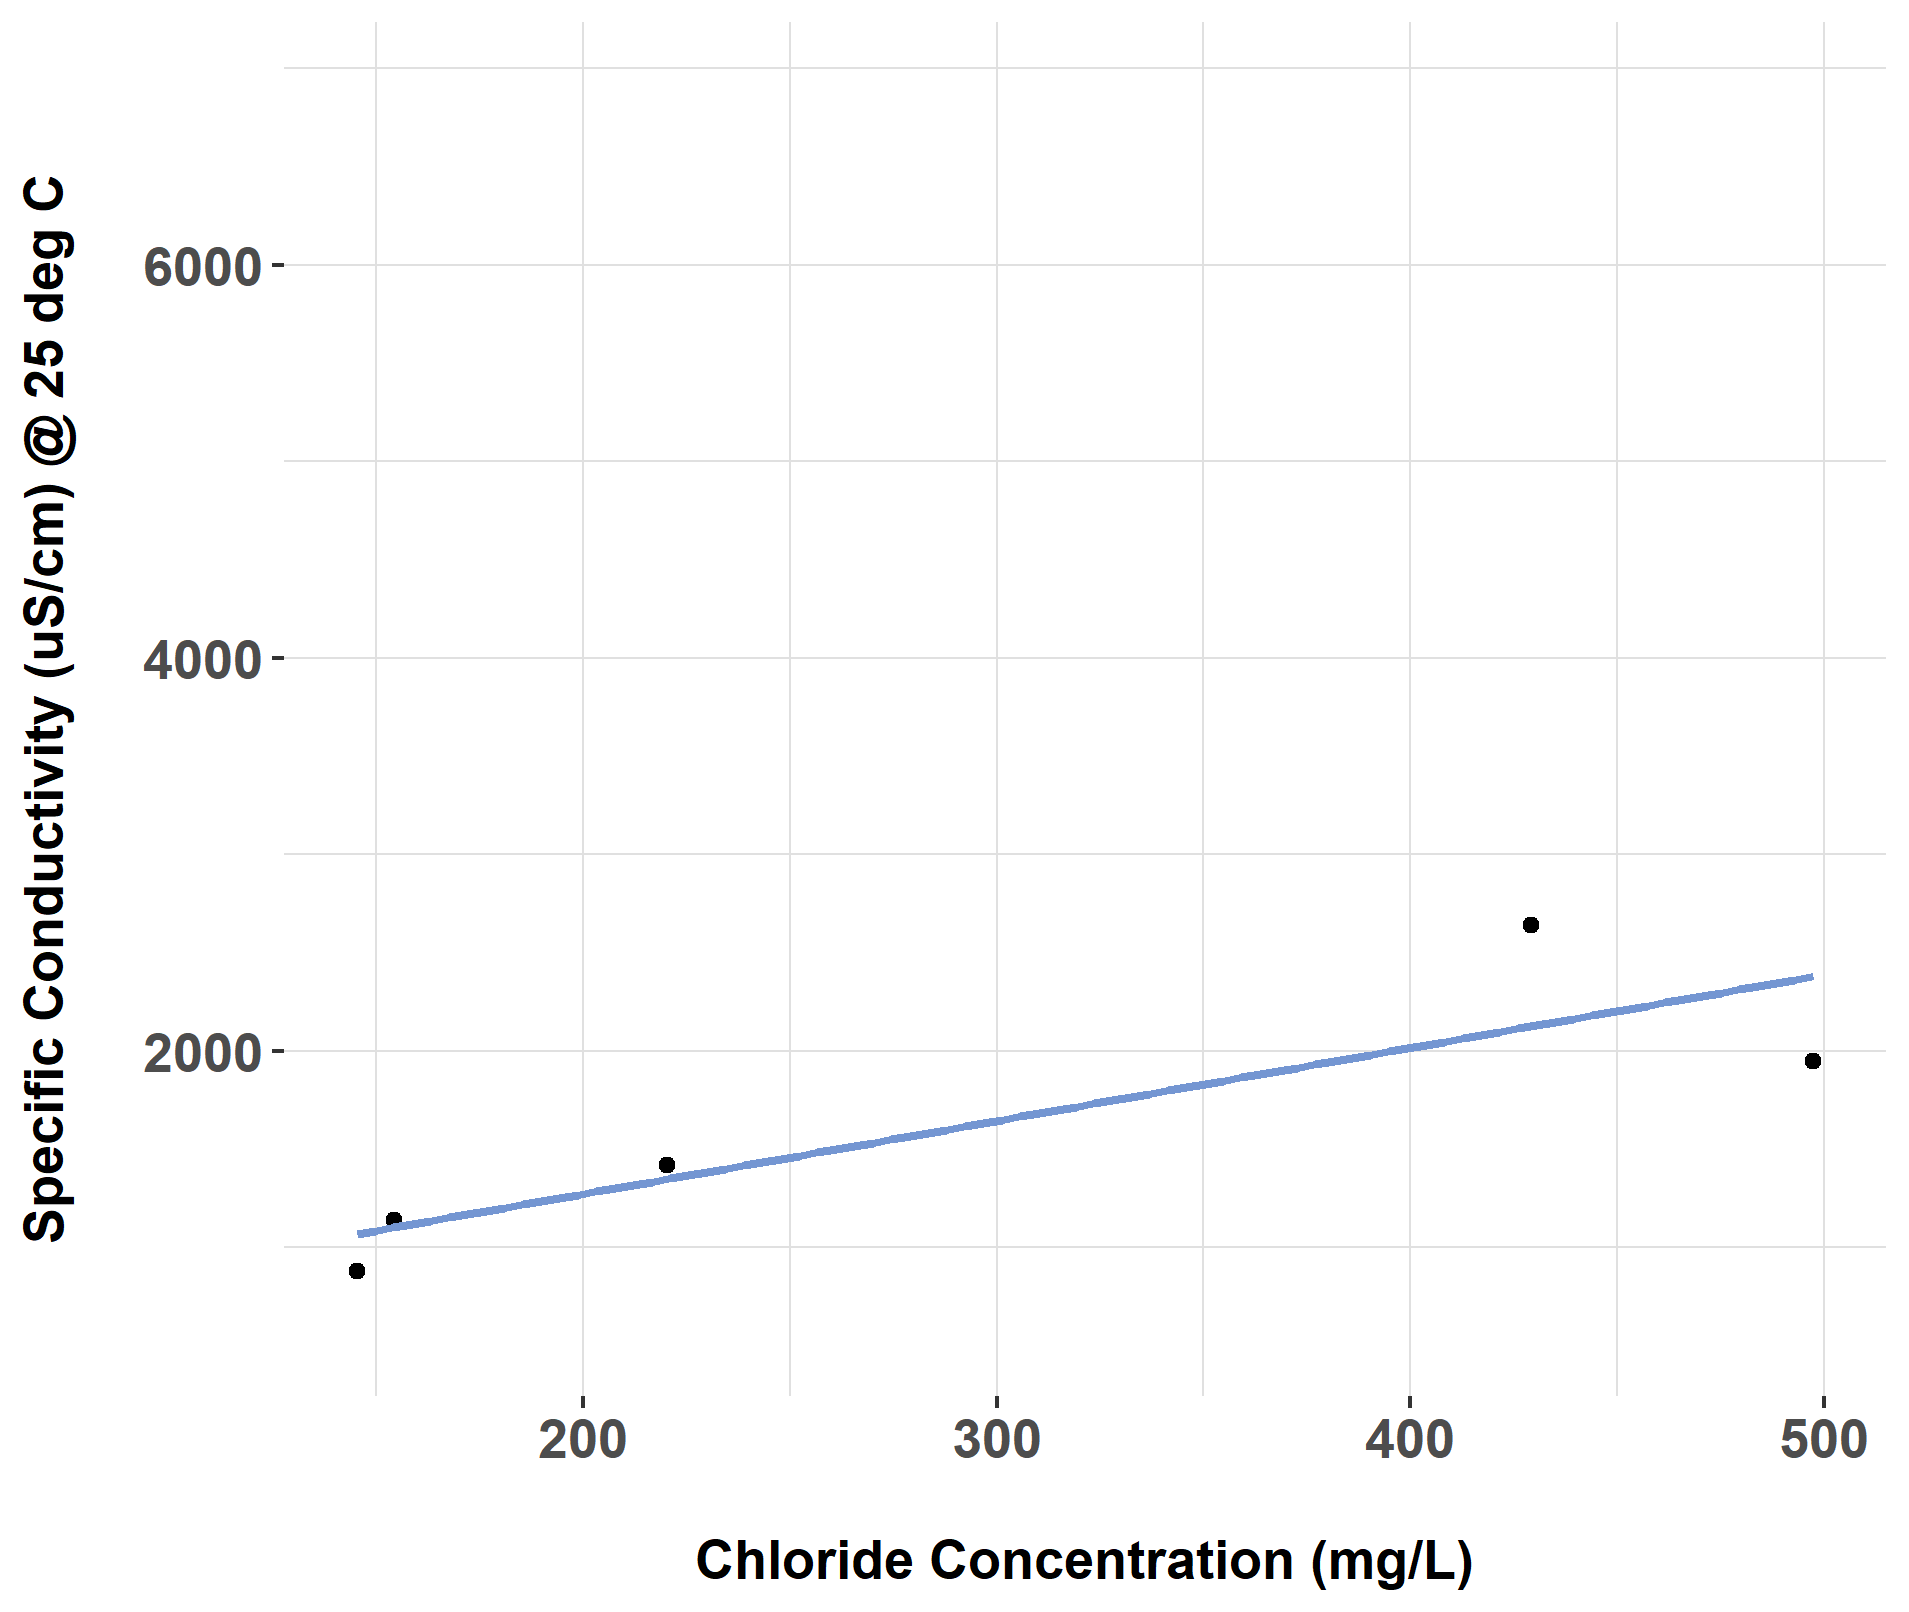 Specific Conductivity (uS/cm) @ 25 deg C
6000
4000
2000
200 300 400 500
Chloride Concentration (mg/L)